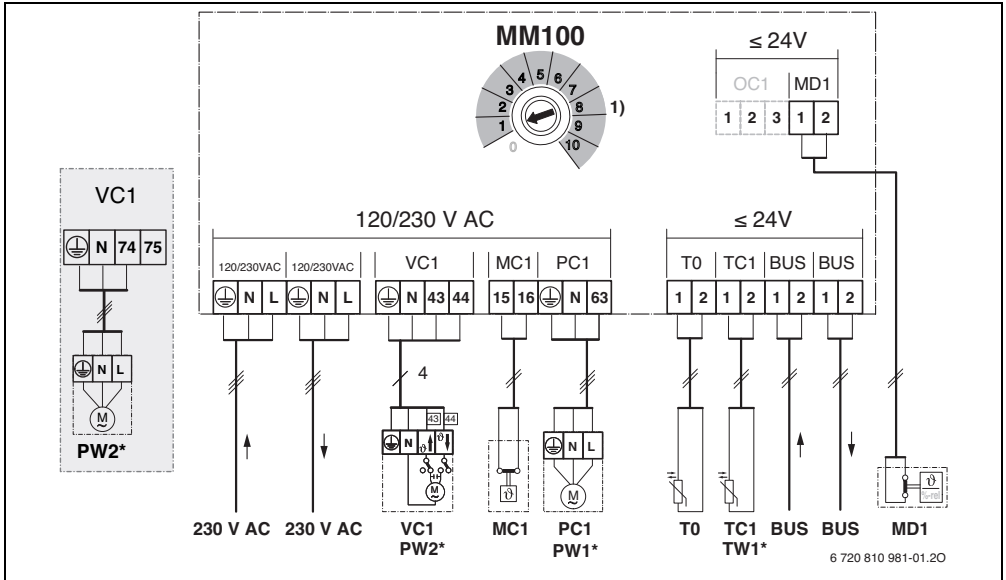 MM100
0 1 2 3 4 5 6 7 8 9 10
1)
≤ 24V
OC1 MD1
1 2 3 1 2
VC1
N 74 75
N L
M
~
PW2*
120/230 V AC
120/230VAC 120/230VAC VC1 MC1 PC1
N L N L N 43 44 15 16 N 63
≤ 24V
T0 TC1 BUS BUS
1 2 1 2 1 2 1 2
4
43 44
N ϑ ϑ
M
~
ϑ
N L
M
~
ϑ
%-rel
230 V AC 230 V AC VC1 MC1 PC1 T0 TC1 BUS BUS MD1
PW2* PW1* TW1*
6 720 810 981-01.2O